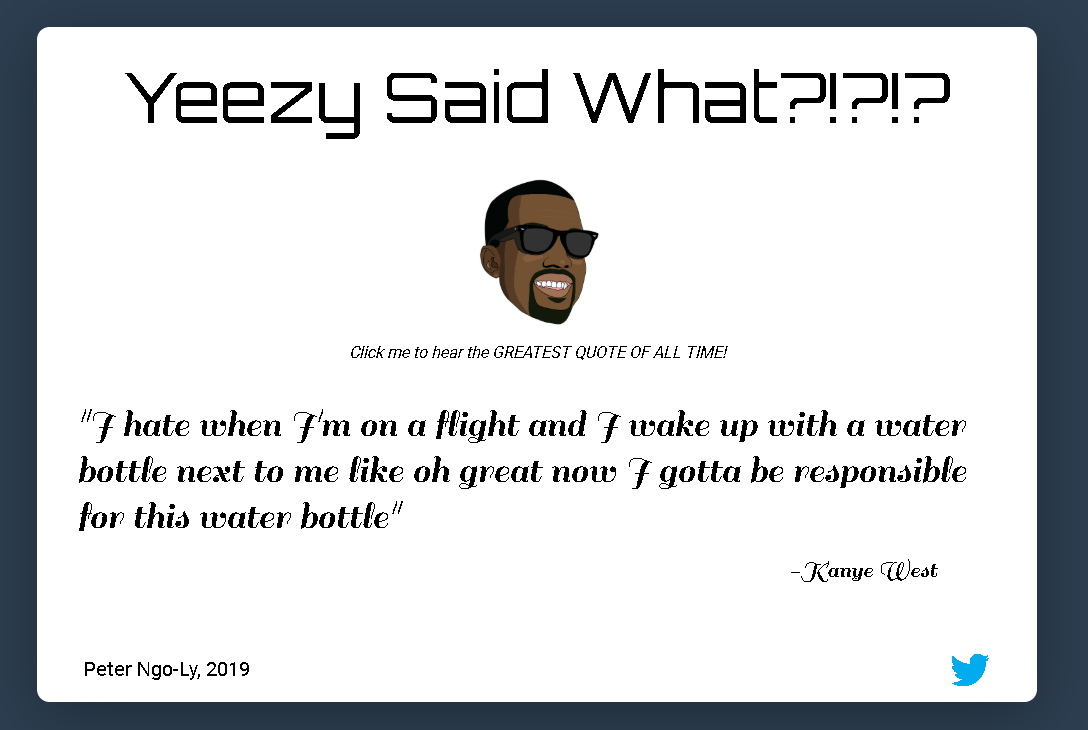 Yeezy Said What?!?!?
Click me to hear the GREATEST QUOTE OF ALL TIME!
"I hate when I'm on a flight and I wake up with a water
bottle next to me like oh great now I gotta be responsible
for this water bottle"
-Kanye West
Peter Ngo-Ly, 2019